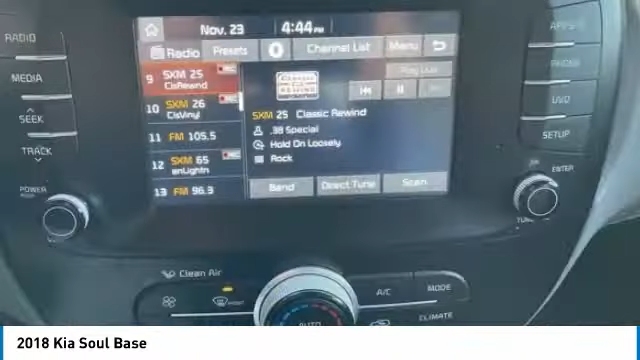 Nov. 23
4:44 PM
Radio
Presets
Channel List
Menu
9 SXM 25
ClsRewind
10 SXM 26
ClsVinyl
11 FM 105.5
12 SXM 65
enLightn
13 FM 96.3
SXM 25 Classic Rewind
.38 Special
Hold On Loosely
Rock
Band
Direct Tune
Scan
RADIO
MEDIA
SEEK
TRACK
POWER
SETUP
ENTER
Clean Air
A/C
MODE
AUTO
CLIMATE
2018 Kia Soul Base